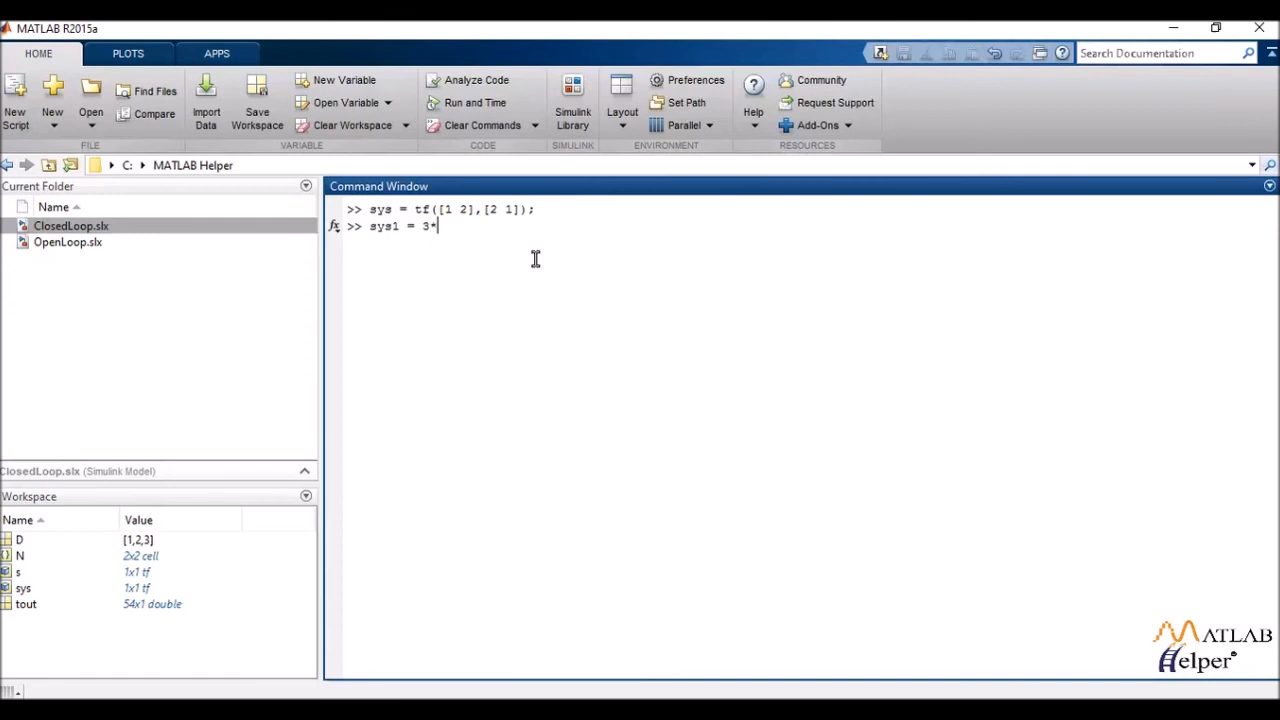 MATLAB R2015a
HOME PLOTS APPS
Search Documentation
New Script
New
Open
Find Files
Compare
Import Data
Save Workspace
New Variable
Open Variable
Clear Workspace
Analyze Code
Run and Time
Clear Commands
Simulink Library
Layout
Preferences
Set Path
Parallel
Help
Community
Request Support
Add-Ons
FILE VARIABLE CODE SIMULINK ENVIRONMENT RESOURCES
C: MATLAB Helper
Current Folder
Name
ClosedLoop.slx
OpenLoop.slx
ClosedLoop.slx (Simulink Model)
Workspace
Name Value
D [1,2,3]
N 2x2 cell
s 1x1 tf
sys 1x1 tf
tout 54x1 double
Command Window
>> sys = tf([1 2],[2 1]);
fx >> sys1 = 3*
MATLAB
Helper®